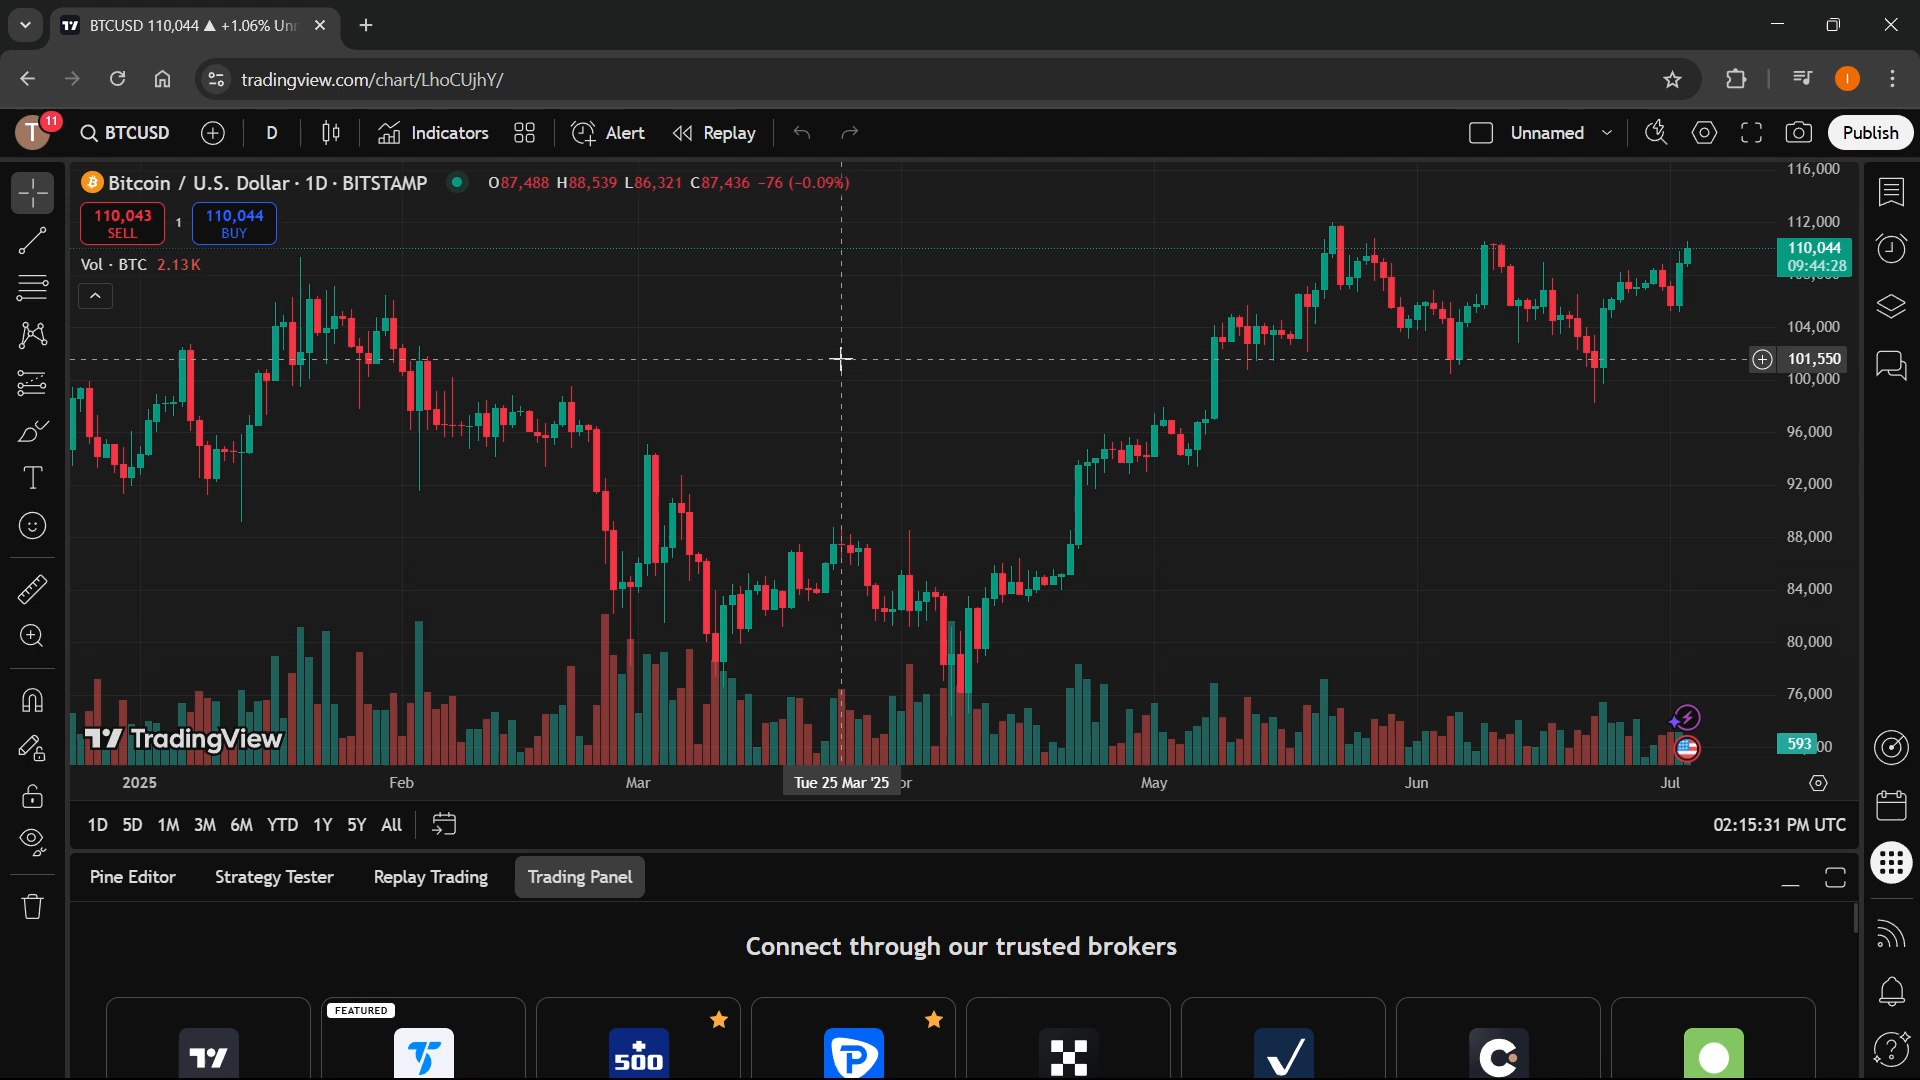 BTCUSD 110,044 ▲ +1.06% Unn
tradingview.com/chart/LhoCUjhY/
T 11 BTCUSD D Indicators Alert Replay Unnamed Publish
I
Bitcoin / U.S. Dollar · 1D · BITSTAMP O87,488 H88,539 L86,321 C87,436 −76 (−0.09%)
110,043 SELL
1
110,044 BUY
Vol · BTC 2.13K
116,000
112,000
110,044
09:44:28
104,000
101,550
100,000
96,000
92,000
88,000
84,000
80,000
76,000
593
TradingView
2025 Feb Mar Tue 25 Mar '25 May Jun Jul
1D 5D 1M 3M 6M YTD 1Y 5Y All 02:15:31 PM UTC
Pine Editor Strategy Tester Replay Trading Trading Panel
Connect through our trusted brokers
FEATURED
500